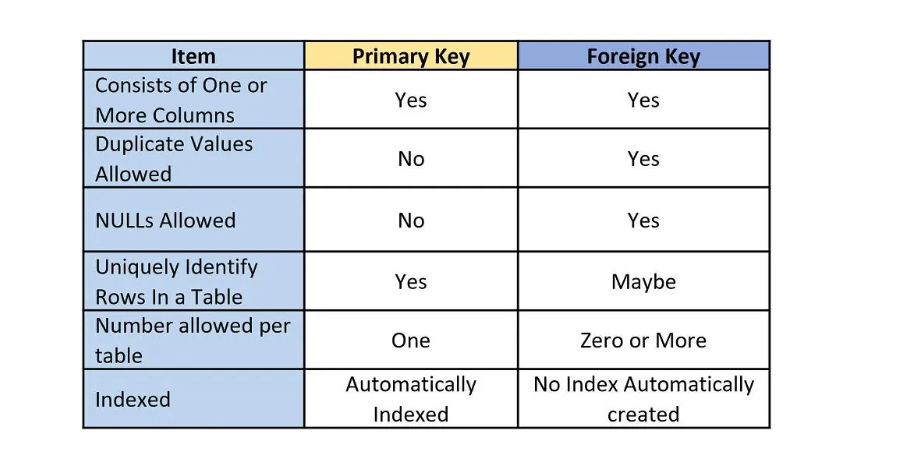 Item Primary Key Foreign Key
Consists of One or
More Columns
Yes Yes
Duplicate Values
Allowed
No Yes
NULLs Allowed No Yes
Uniquely Identify
Rows In a Table
Yes Maybe
Number allowed per
table
One Zero or More
Indexed
Automatically
Indexed
No Index Automatically
created